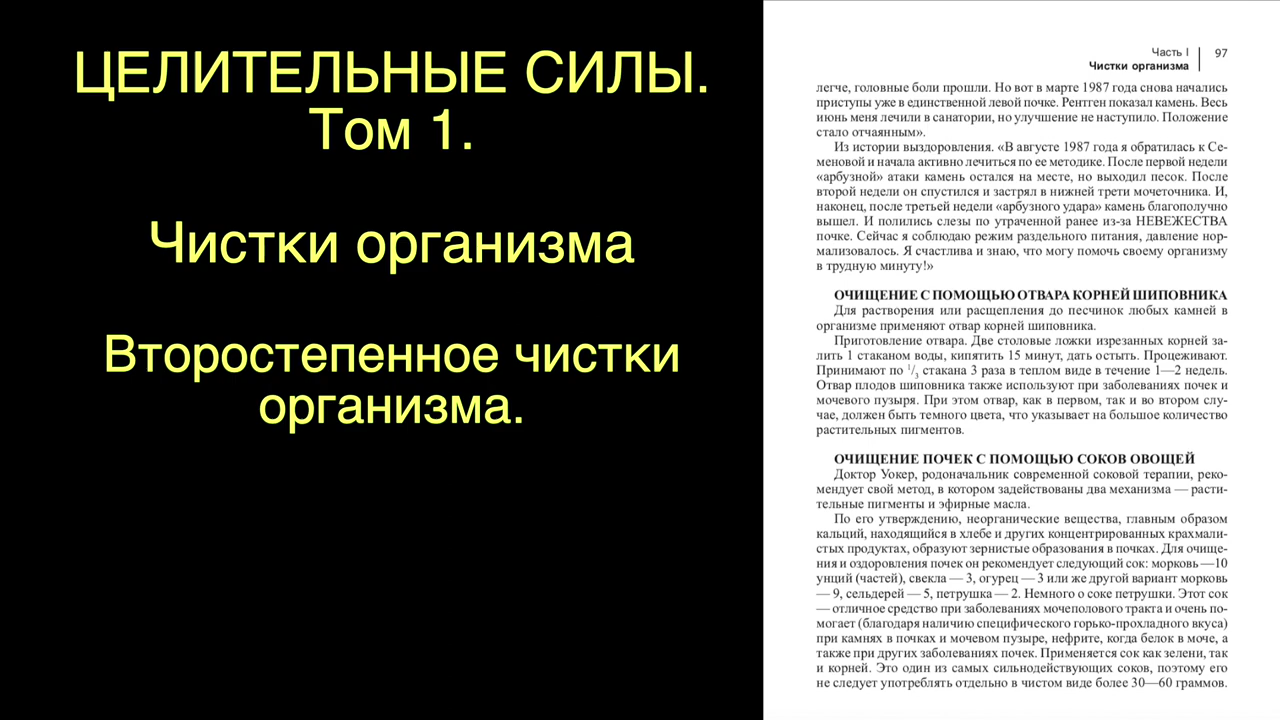 ЦЕЛИТЕЛЬНЫЕ СИЛЫ.
Том 1.
Чистки организма
Второстепенное чистки
организма.
Часть I
97
Чистки организма
легче, головные боли прошли. Но вот в марте 1987 года снова начались
приступы уже в единственной левой почке. Рентген показал камень. Весь
июнь меня лечили в санатории, но улучшение не наступило. Положение
стало отчаянным».
Из истории выздоровления. «В августе 1987 года я обратилась к Се-
меновой и начала активно лечиться по ее методике. После первой недели
«арбузной» атаки камень остался на месте, но выходил песок. После
второй недели он спустился и застрял в нижней трети мочеточника. И,
наконец, после третьей недели «арбузного удара» камень благополучно
вышел. И полились слезы по утраченной ранее из-за НЕВЕЖЕСТВА
почке. Сейчас я соблюдаю режим раздельного питания, давление нор-
мализовалось. Я счастлива и знаю, что могу помочь своему организму
в трудную минуту!»
ОЧИЩЕНИЕ С ПОМОЩЬЮ ОТВАРА КОРНЕЙ ШИПОВНИКА
Для растворения или расщепления до песчинок любых камней в
организме применяют отвар корней шиповника.
Приготовление отвара. Две столовые ложки изрезанных корней за-
лить 1 стаканом воды, кипятить 15 минут, дать остыть. Процеживают.
Принимают по 1/3 стакана 3 раза в теплом виде в течение 1—2 недель.
Отвар плодов шиповника также используют при заболеваниях почек и
мочевого пузыря. При этом отвар, как в первом, так и во втором слу-
чае, должен быть темного цвета, что указывает на большое количество
растительных пигментов.
ОЧИЩЕНИЕ ПОЧЕК С ПОМОЩЬЮ СОКОВ ОВОЩЕЙ
Доктор Уокер, родоначальник современной соковой терапии, реко-
мендует свой метод, в котором задействованы два механизма — расти-
тельные пигменты и эфирные масла.
По его утверждению, неорганические вещества, главным образом
кальций, находящийся в хлебе и других концентрированных крахмали-
стых продуктах, образуют зернистые образования в почках. Для очище-
ния и оздоровления почек он рекомендует следующий сок: морковь —10
унций (частей), свекла — 3, огурец — 3 или же другой вариант морковь
— 9, сельдерей — 5, петрушка — 2. Немного о соке петрушки. Этот сок
— отличное средство при заболеваниях мочеполового тракта и очень по-
могает (благодаря наличию специфического горько-прохладного вкуса)
при камнях в почках и мочевом пузыре, нефрите, когда белок в моче, а
также при других заболеваниях почек. Применяется сок как зелени, так
и корней. Это один из самых сильнодействующих соков, поэтому его
не следует употреблять отдельно в чистом виде более 30—60 граммов.